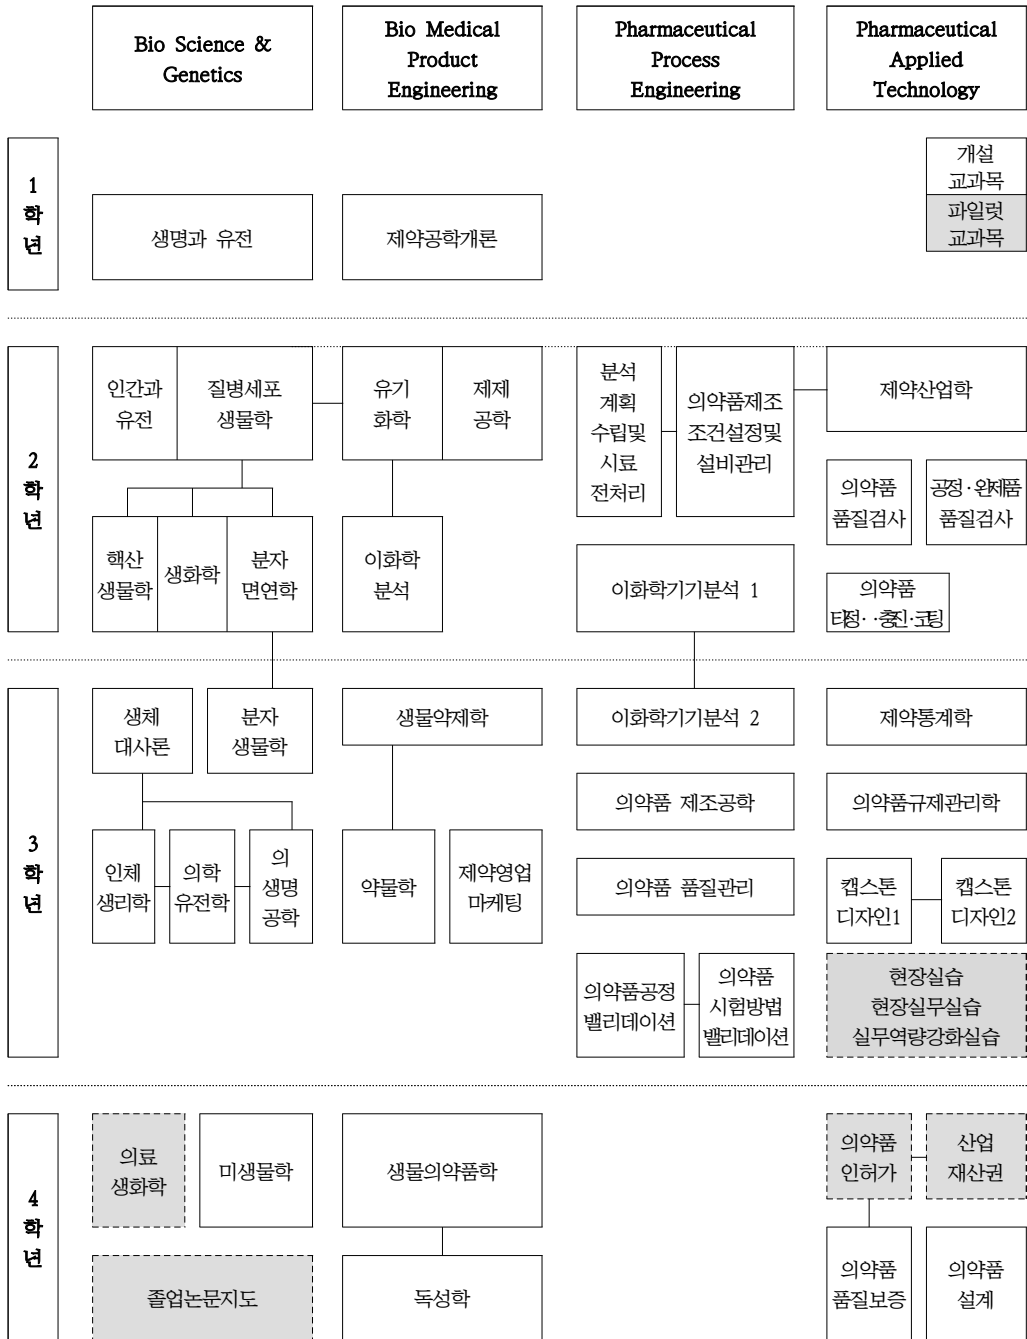 Bio Science &
Genetics
Bio Medical
Product
Engineering
Pharmaceutical
Process
Engineering
Pharmaceutical
Applied
Technology
1
학
년
생명과 유전
제약공학개론
개설
교과목
파일럿
교과목
2
학
년
인간과
유전
질병세포
생물학
유기
화학
제제
공학
분석
계획
수립및
시료
전처리
의약품제조
조건설정및
설비관리
제약산업학
의약품
품질검사
공정·완제품
품질검사
핵산
생물학
생화학
분자
면연학
이화학
분석
이화학기기분석 1
의약품
타정··충진·코팅
3
학
년
생체
대사론
분자
생물학
생물약제학
이화학기기분석 2
제약통계학
의약품 제조공학
의약품규제관리학
인체
생리학
의학
유전학
의
생명
공학
약물학
제약영업
마케팅
의약품 품질관리
캡스톤
디자인1
캡스톤
디자인2
의약품공정
밸리데이션
의약품
시험방법
밸리데이션
현장실습
현장실무실습
실무역량강화실습
4
학
년
의료
생화학
미생물학
생물의약품학
의약품
인허가
산업
재산권
졸업논문지도
독성학
의약품
품질보증
의약품
설계